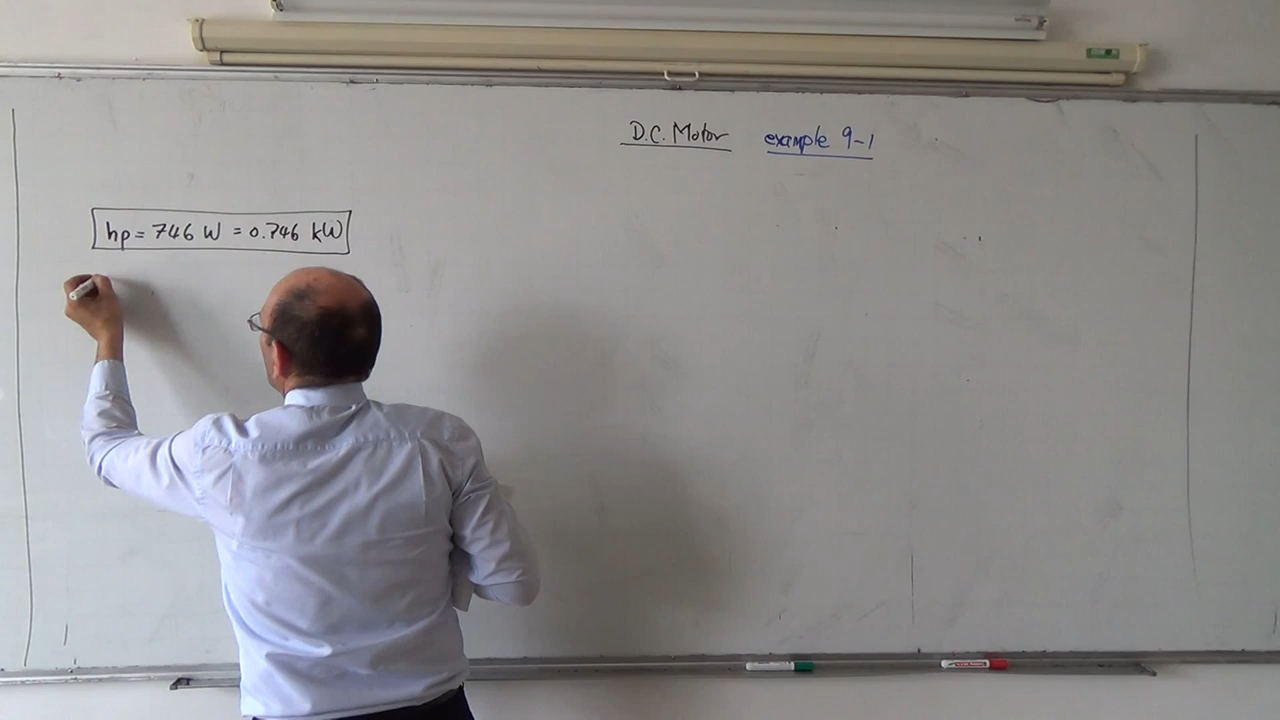 D.C. Motor example 9-1
hp = 746 W = 0.746 kW